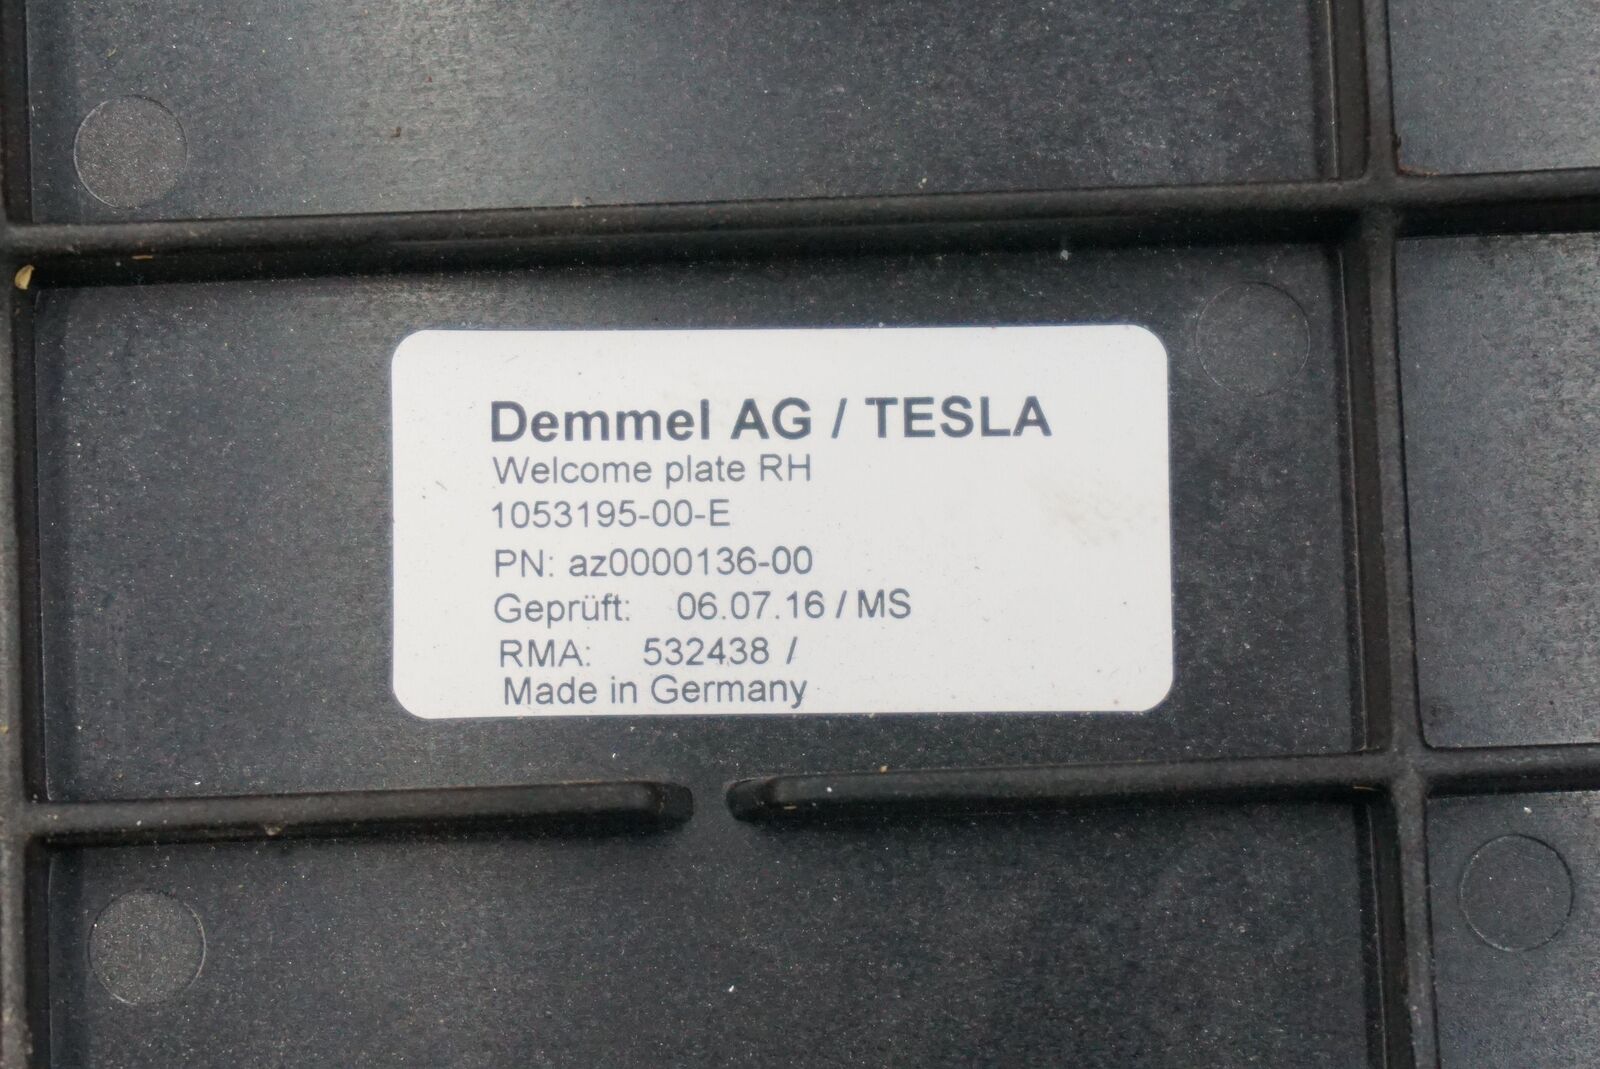 Demmel AG / TESLA
Welcome plate RH
1053195-00-E
PN: az0000136-00
Geprüft: 06.07.16 / MS
RMA: 532438 /
Made in Germany